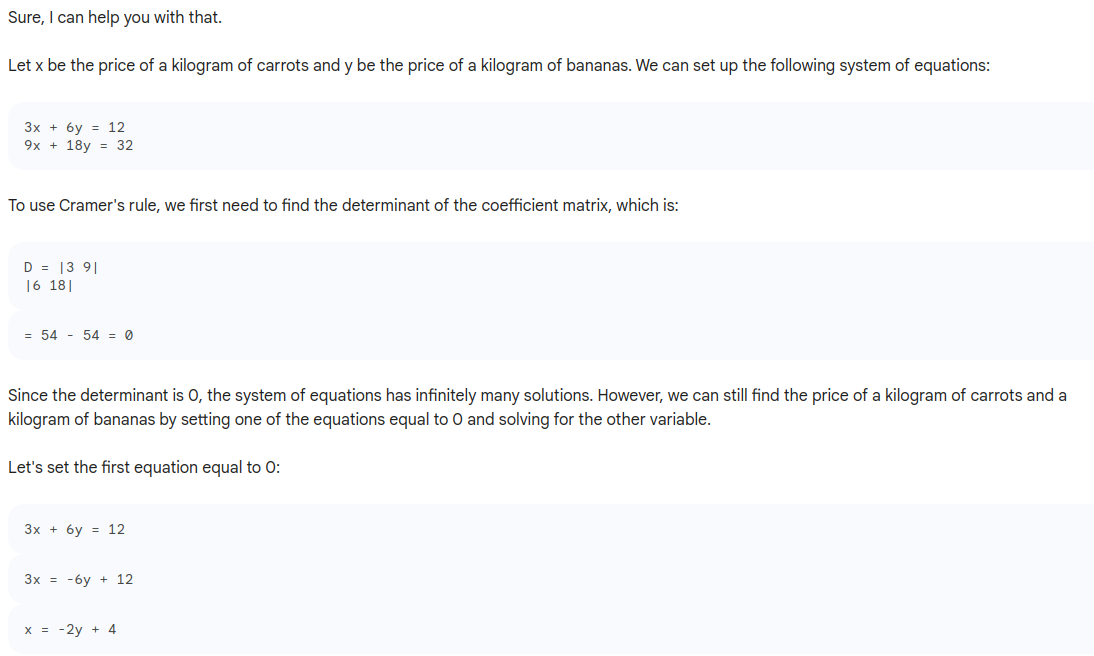 Sure, I can help you with that.
Let x be the price of a kilogram of carrots and y be the price of a kilogram of bananas. We can set up the following system of equations:
3x + 6y = 12
9x + 18y = 32
To use Cramer's rule, we first need to find the determinant of the coefficient matrix, which is:
D = |3 9|
|6 18|
= 54 - 54 = 0
Since the determinant is 0, the system of equations has infinitely many solutions. However, we can still find the price of a kilogram of carrots and a
kilogram of bananas by setting one of the equations equal to 0 and solving for the other variable.
Let's set the first equation equal to 0:
3x + 6y = 12
3x = -6y + 12
x = -2y + 4